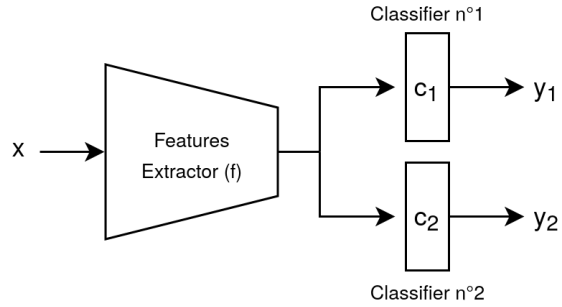 Classifier n°1
c₁
y₁
x
Features
Extractor (f)
c₂
y₂
Classifier n°2